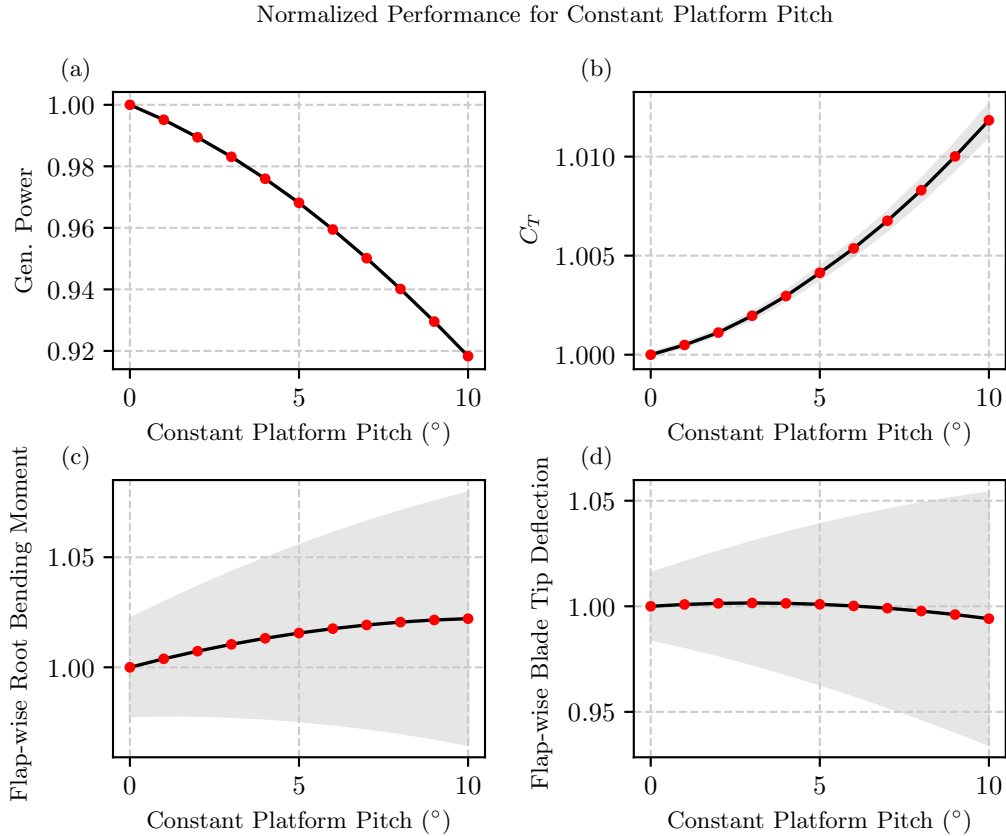 Normalized Performance for Constant Platform Pitch
(a)
Gen. Power
1.00
0.98
0.96
0.94
0.92
0
5
10
Constant Platform Pitch (°)
(b)
C_T
1.010
1.005
1.000
0
5
10
Constant Platform Pitch (°)
(c)
Flap-wise Root Bending Moment
1.05
1.00
0
5
10
Constant Platform Pitch (°)
(d)
Flap-wise Blade Tip Deflection
1.05
1.00
0.95
0
5
10
Constant Platform Pitch (°)